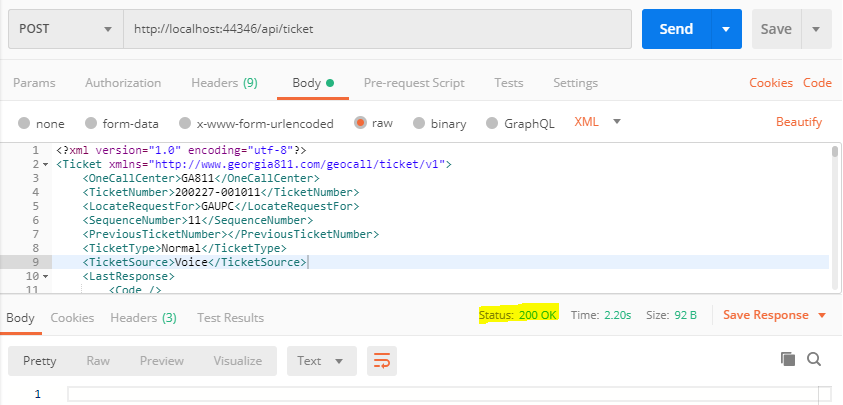 POST http://localhost:44346/api/ticket Send Save
Params Authorization Headers (9) Body Pre-request Script Tests Settings Cookies Code
none form-data x-www-form-urlencoded raw binary GraphQL XML Beautify
1 <?xml version="1.0" encoding="utf-8"?>
2 <Ticket xmlns="http://www.georgia811.com/geocall/ticket/v1">
3 <OneCallCenter>GA811</OneCallCenter>
4 <TicketNumber>200227-001011</TicketNumber>
5 <LocateRequestFor>GAUPC</LocateRequestFor>
6 <SequenceNumber>11</SequenceNumber>
7 <PreviousTicketNumber></PreviousTicketNumber>
8 <TicketType>Normal</TicketType>
9 <TicketSource>Voice</TicketSource>
10 <LastResponse>
11 <Code />
Body Cookies Headers (3) Test Results Status: 200 OK Time: 2.20s Size: 92 B Save Response
Pretty Raw Preview Visualize Text
1